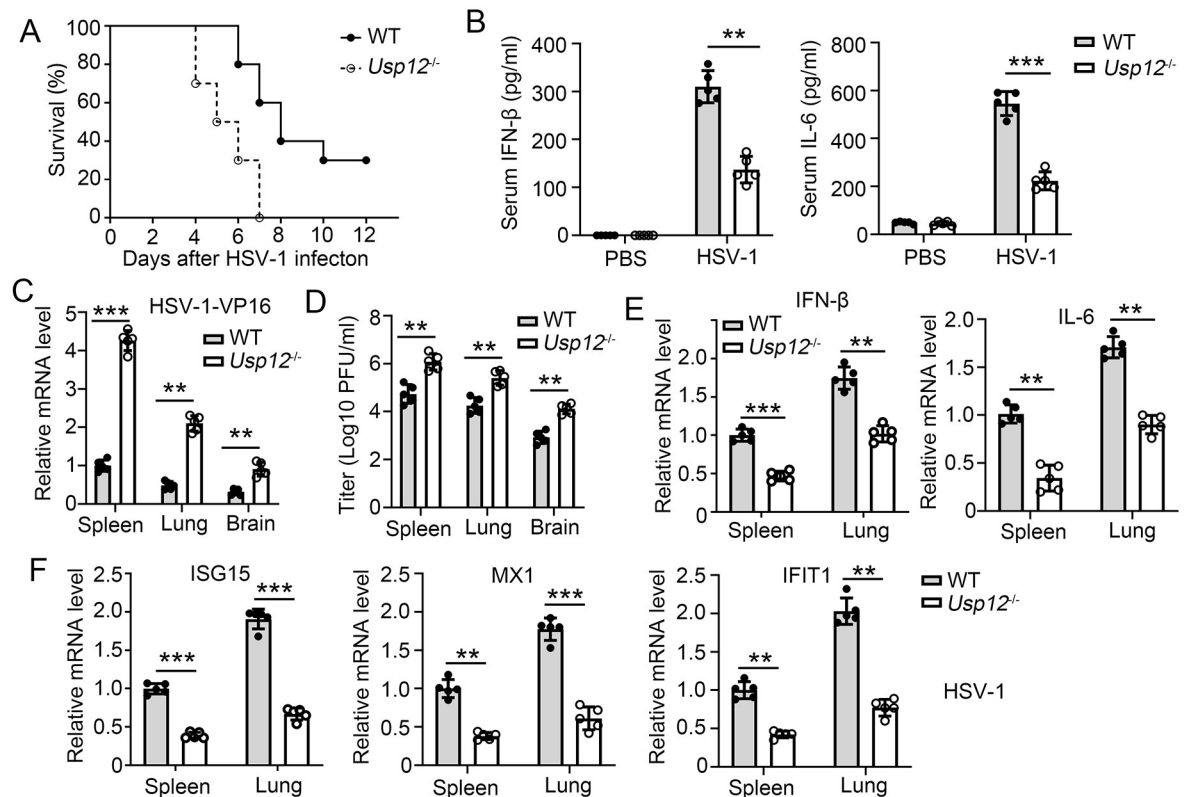 A
Survival (%)
100
80
60
40
20
0
0 2 4 6 8 10 12
Days after HSV-1 infecton
WT
Usp12-/-
B
Serum IFN-β (pg/ml)
400
300
200
100
0
PBS HSV-1
**
Serum IL-6 (pg/ml)
800
600
400
200
0
PBS HSV-1
***
WT
Usp12-/-
C
HSV-1-VP16
Relative mRNA level
5
4
3
2
1
0
*** ** **
WT
Usp12-/-
Spleen Lung Brain
D
Titer (Log10 PFU/ml)
8
6
4
2
0
** ** **
WT
Usp12-/-
Spleen Lung Brain
E
IFN-β
Relative mRNA level
2.5
2.0
1.5
1.0
0.5
0
*** **
WT
Usp12-/-
Spleen Lung
IL-6
Relative mRNA level
2.0
1.5
1.0
0.5
0
** **
Spleen Lung
F
ISG15
Relative mRNA level
2.5
2.0
1.5
1.0
0.5
0
*** ***
Spleen Lung
MX1
Relative mRNA level
2.5
2.0
1.5
1.0
0.5
0
** ***
Spleen Lung
IFIT1
Relative mRNA level
2.5
2.0
1.5
1.0
0.5
0
** **
Spleen Lung
WT
Usp12-/-
HSV-1